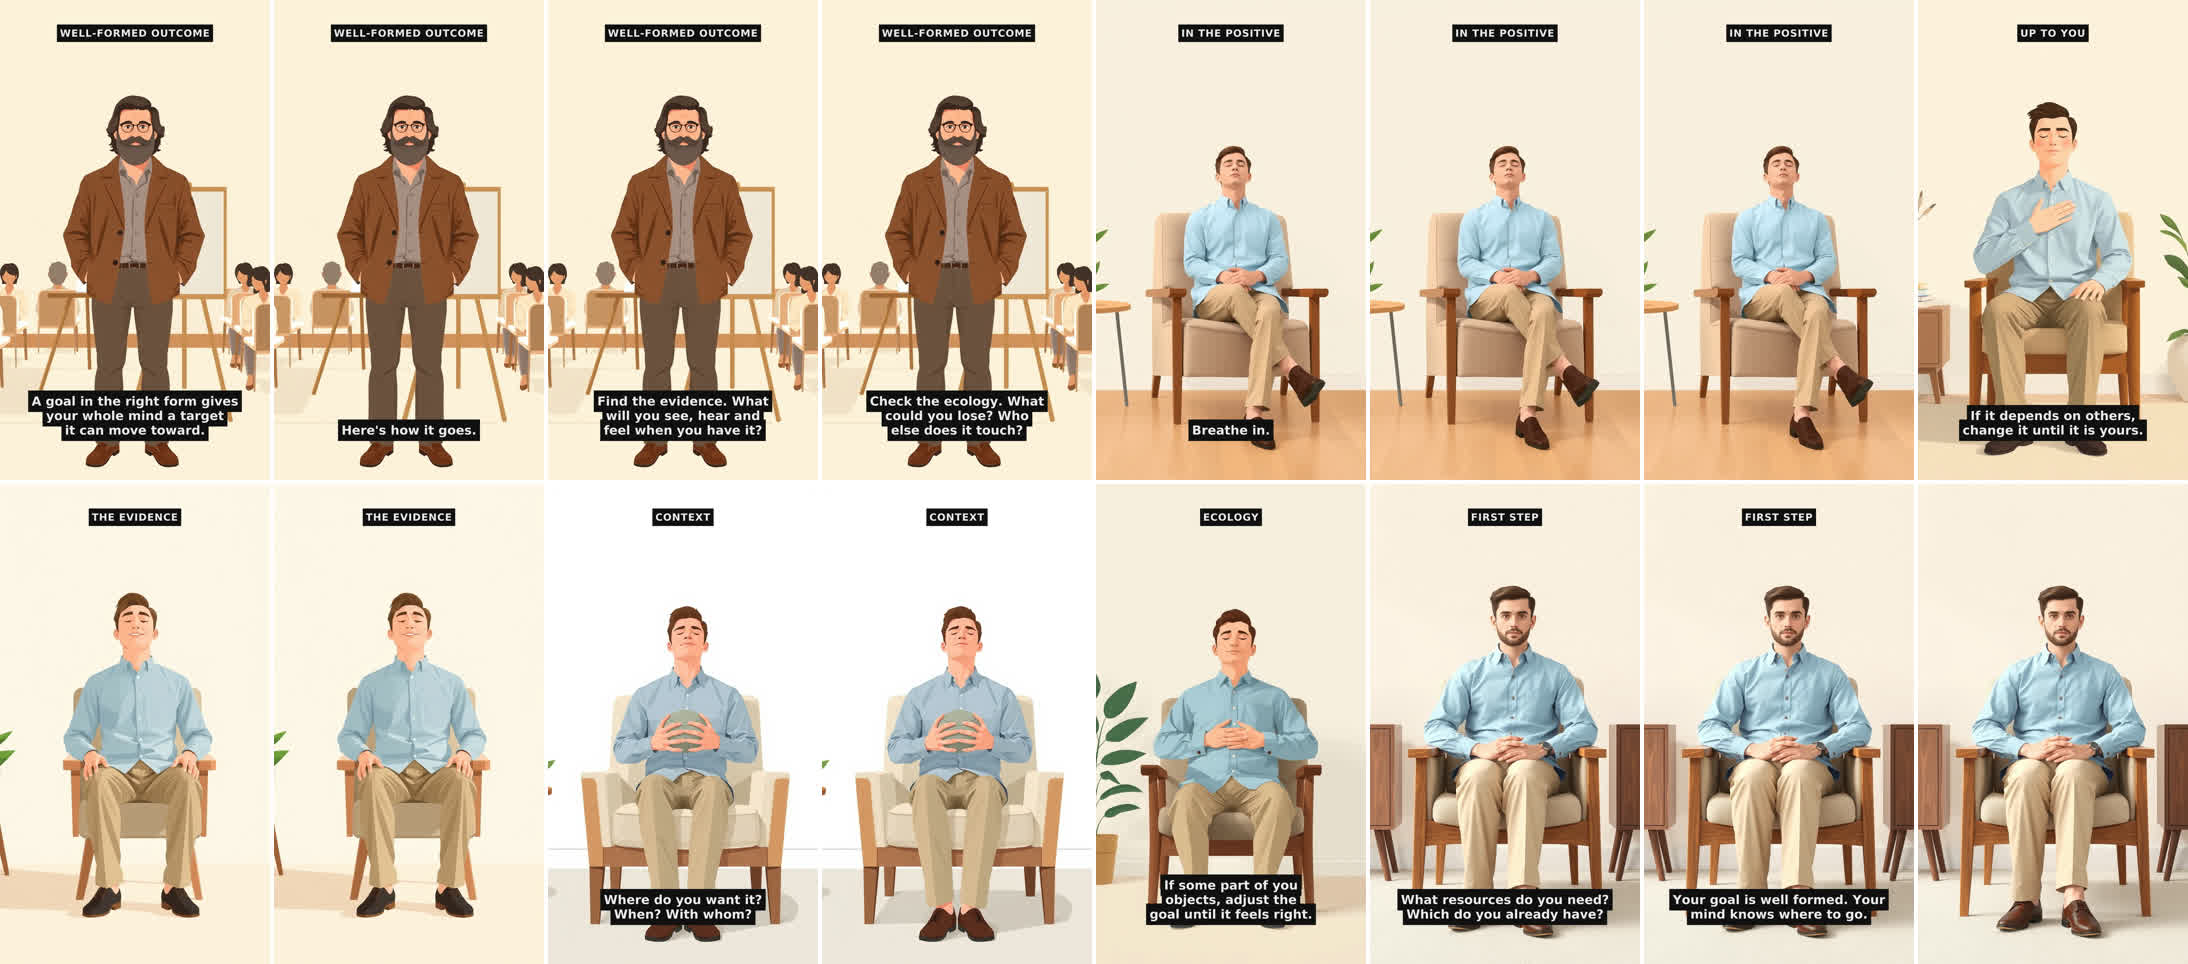 WELL-FORMED OUTCOME
A goal in the right form gives
your whole mind a target
it can move toward.
WELL-FORMED OUTCOME
Here's how it goes.
WELL-FORMED OUTCOME
Find the evidence. What
will you see, hear and
feel when you have it?
WELL-FORMED OUTCOME
Check the ecology. What
could you lose? Who
else does it touch?
IN THE POSITIVE
Breathe in.
IN THE POSITIVE
IN THE POSITIVE
UP TO YOU
If it depends on others,
change it until it is yours.
THE EVIDENCE
THE EVIDENCE
CONTEXT
Where do you want it?
When? With whom?
CONTEXT
ECOLOGY
If some part of you
objects, adjust the
goal until it feels right.
FIRST STEP
What resources do you need?
Which do you already have?
FIRST STEP
Your goal is well formed. Your
mind knows where to go.